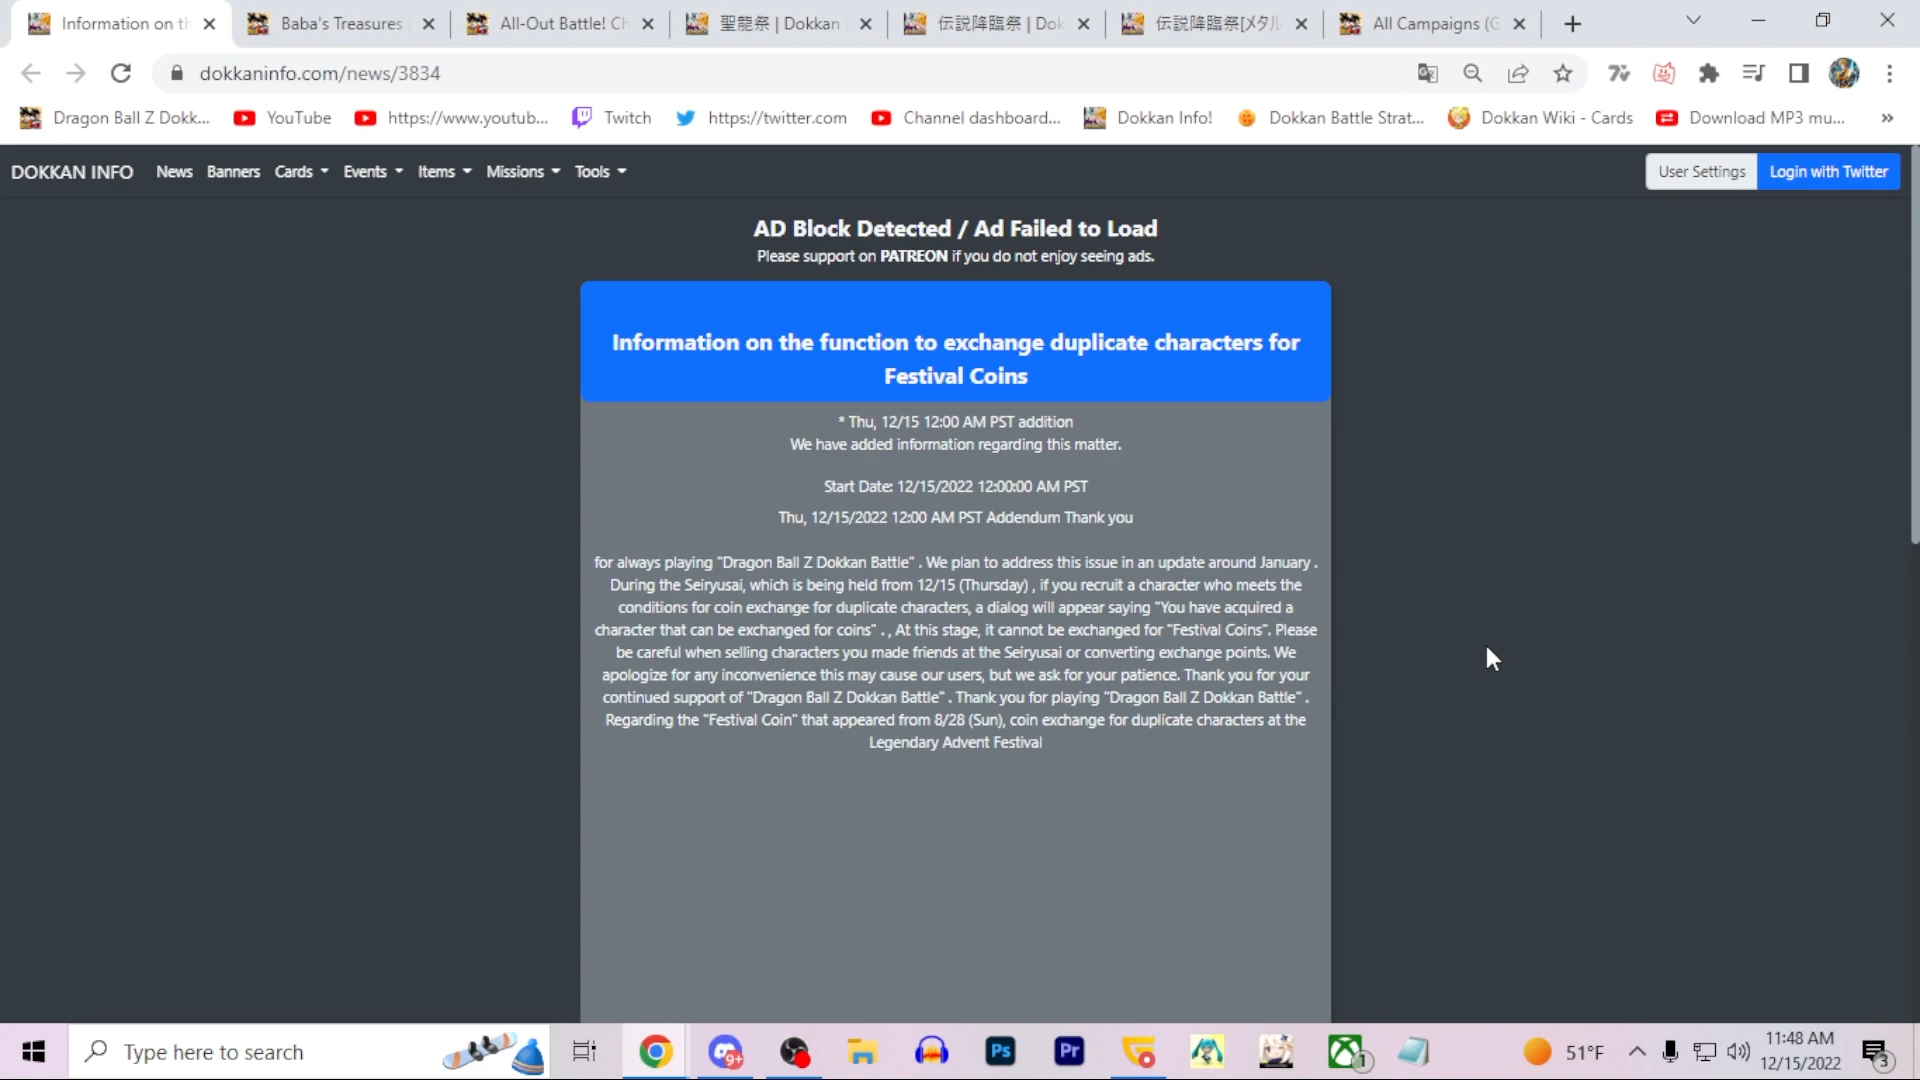 Information on th
Baba's Treasures
All-Out Battle! Ch
聖龍祭 | Dokkan
伝説降臨祭 | Dok
伝説降臨祭[メタル
All Campaigns (G
dokkaninfo.com/news/3834
Dragon Ball Z Dokk...
YouTube
https://www.youtub...
Twitch
https://twitter.com
Channel dashboard...
Dokkan Info!
Dokkan Battle Strat...
Dokkan Wiki - Cards
Download MP3 mu...
»
DOKKAN INFO
News
Banners
Cards
Events
Items
Missions
Tools
User Settings
Login with Twitter
AD Block Detected / Ad Failed to Load
Please support on PATREON if you do not enjoy seeing ads.
Information on the function to exchange duplicate characters for
Festival Coins
* Thu, 12/15 12:00 AM PST addition
We have added information regarding this matter.
Start Date: 12/15/2022 12:00:00 AM PST
Thu, 12/15/2022 12:00 AM PST Addendum Thank you
for always playing "Dragon Ball Z Dokkan Battle" . We plan to address this issue in an update around January .
During the Seiryusai, which is being held from 12/15 (Thursday) , if you recruit a character who meets the
conditions for coin exchange for duplicate characters, a dialog will appear saying "You have acquired a
character that can be exchanged for coins" . , At this stage, it cannot be exchanged for "Festival Coins". Please
be careful when selling characters you made friends at the Seiryusai or converting exchange points. We
apologize for any inconvenience this may cause our users, but we ask for your patience. Thank you for your
continued support of "Dragon Ball Z Dokkan Battle" . Thank you for playing "Dragon Ball Z Dokkan Battle" .
Regarding the "Festival Coin" that appeared from 8/28 (Sun), coin exchange for duplicate characters at the
Legendary Advent Festival
Type here to search
9+
Ps
Pr
1
51°F
11:48 AM
12/15/2022
3